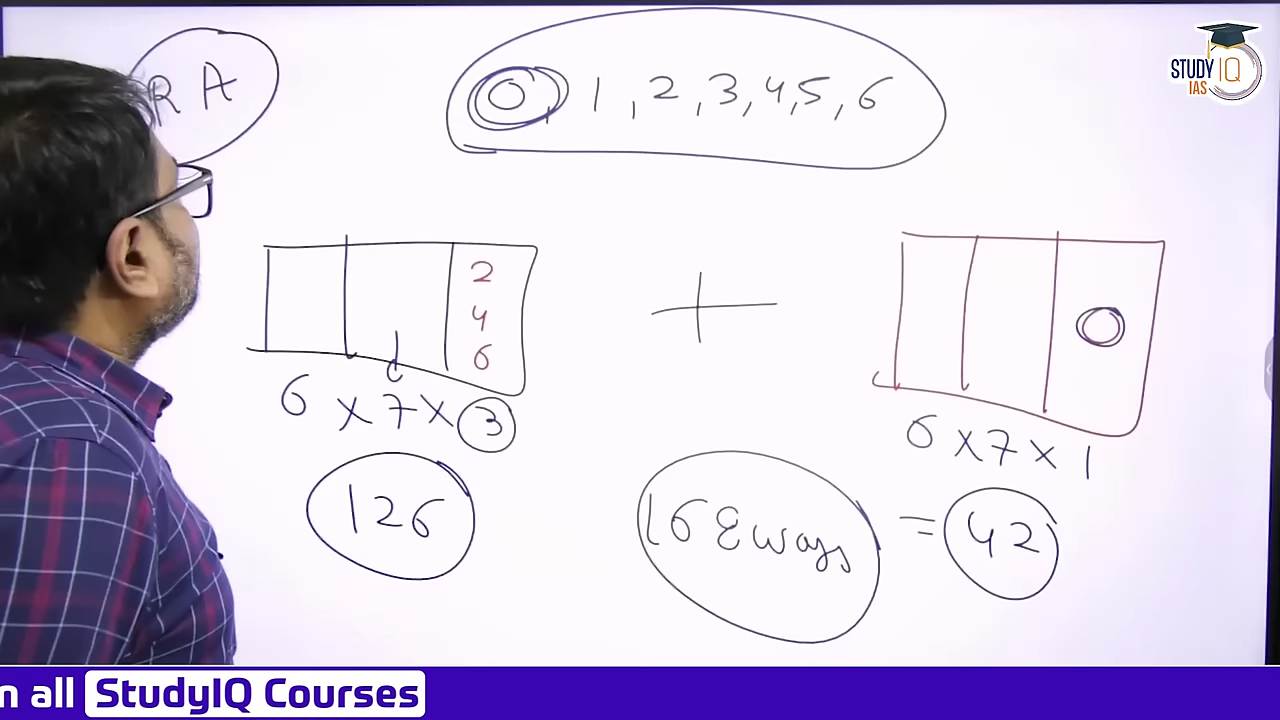 RA
0, 1, 2, 3, 4, 5, 6
STUDY IQ
IAS
2
4
6
+
0
6 x 7 x 3
6 x 7 x 1
126
168 ways
= 42
n all StudyIQ Courses